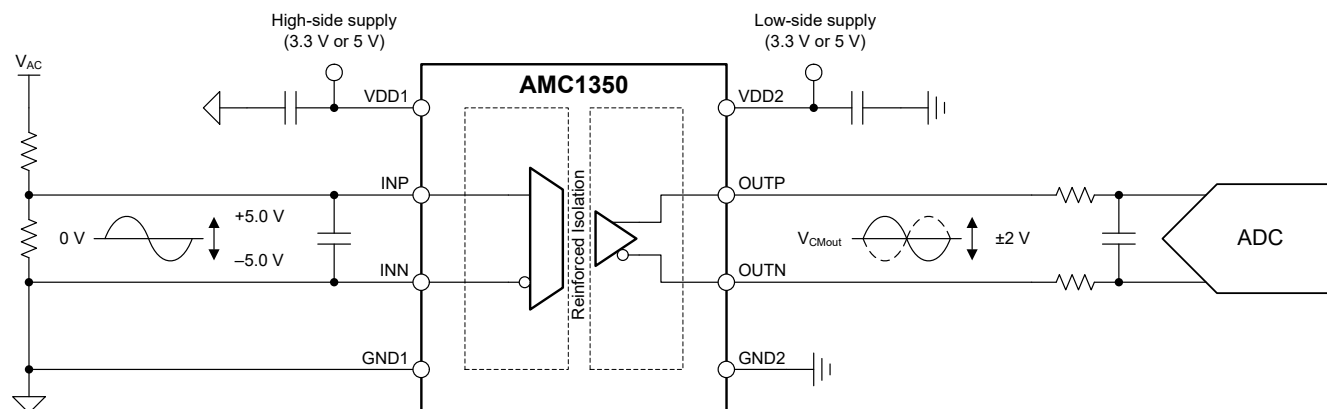 High-side supply
(3.3 V or 5 V)
Low-side supply
(3.3 V or 5 V)
VAC
AMC1350
VDD1
VDD2
INP
OUTP
0 V
+5.0 V
–5.0 V
Reinforced Isolation
VCMout
±2 V
ADC
INN
OUTN
GND1
GND2